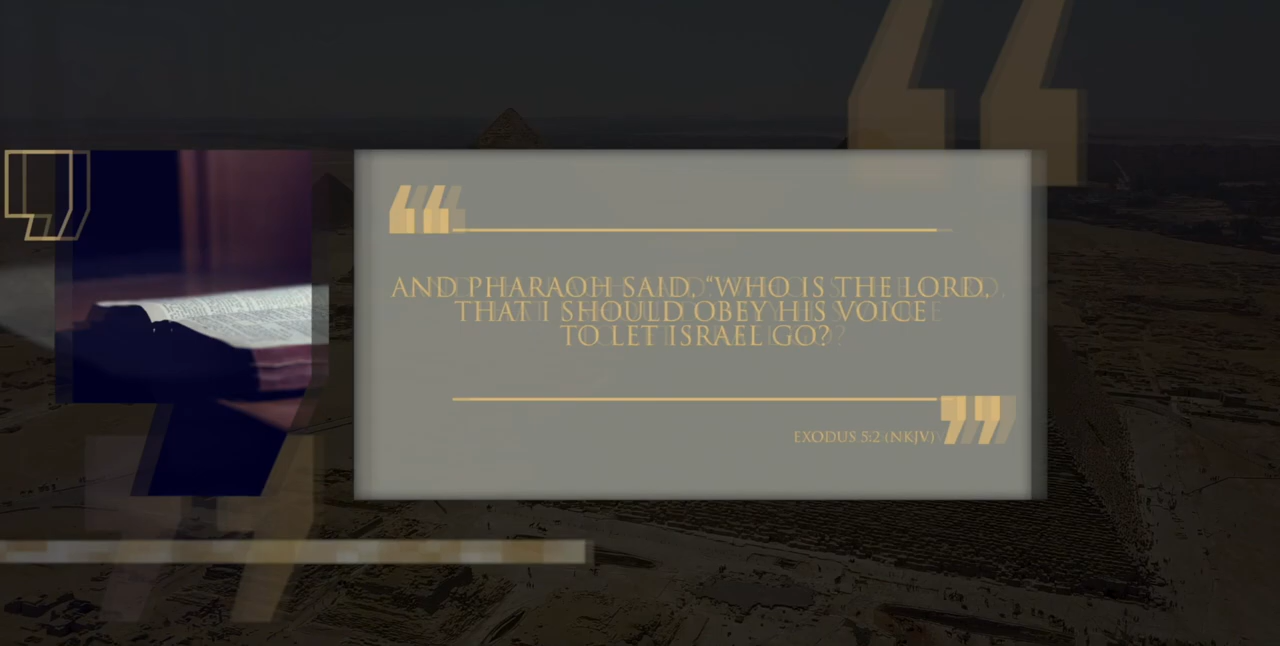 AND PHARAOH SAID, “WHO IS THE LORD,
THAT I SHOULD OBEY HIS VOICE
TO LET ISRAEL GO?
EXODUS 5:2 (NKJV)